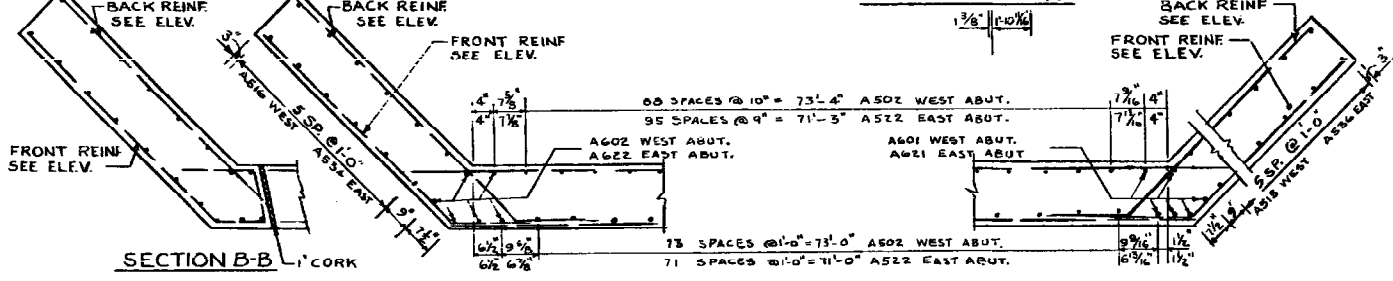 BACK REINF
SEE ELEV.
BACK REINF
SEE ELEV.
BACK REINF
SEE ELEV.
1 3/8" 1'-10 1/16"
3"
FRONT REINF
SEE ELEV.
FRONT REINF.
SEE ELEV.
3"
A516 WEST
5 SP. @ 1'-0"
A534 EAST
4" 7 5/8"
88 SPACES @ 10" = 73'-4" A502 WEST ABUT.
7 9/16" 4"
4" 7 1/8"
95 SPACES @ 9" = 71'-3" A522 EAST ABUT.
7 11/16" 4"
FRONT REINF
SEE ELEV.
A602 WEST ABUT.
A622 EAST ABUT.
A601 WEST ABUT.
A621 EAST ABUT
5 SP. @ 1'-0"
A518 WEST A536 EAST
9" 7 1/2"
7 1/2" 9"
6 1/2" 9 5/8"
73 SPACES @ 1'-0" = 73'-0" A502 WEST ABUT.
9 9/16" 1 1/2"
6 1/2 6 7/8"
71 SPACES @ 1'-0" = 71'-0" A522 EAST ABUT.
6 13/16" 1 1/2"
SECTION B-B
1" CORK